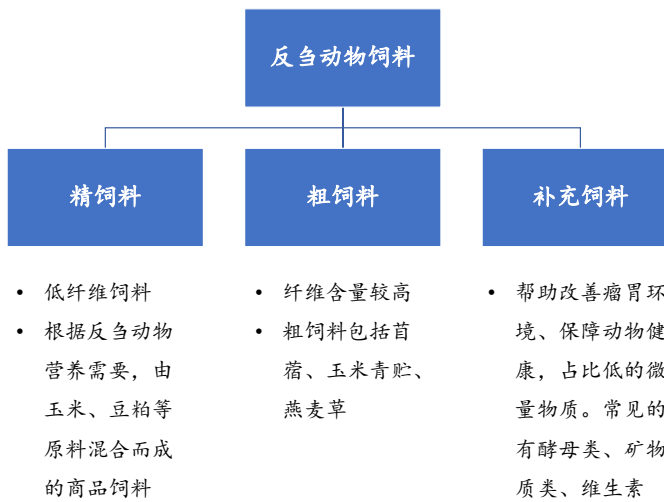 反刍动物饲料
精饲料
粗饲料
补充饲料
• 低纤维饲料
• 根据反刍动物
营养需要，由
玉米、豆粕等
原料混合而成
的商品饲料
• 纤维含量较高
• 粗饲料包括苜
蓿、玉米青贮、
燕麦草
• 帮助改善瘤胃环
境、保障动物健
康，占比低的微
量物质。常见的
有酵母类、矿物
质类、维生素